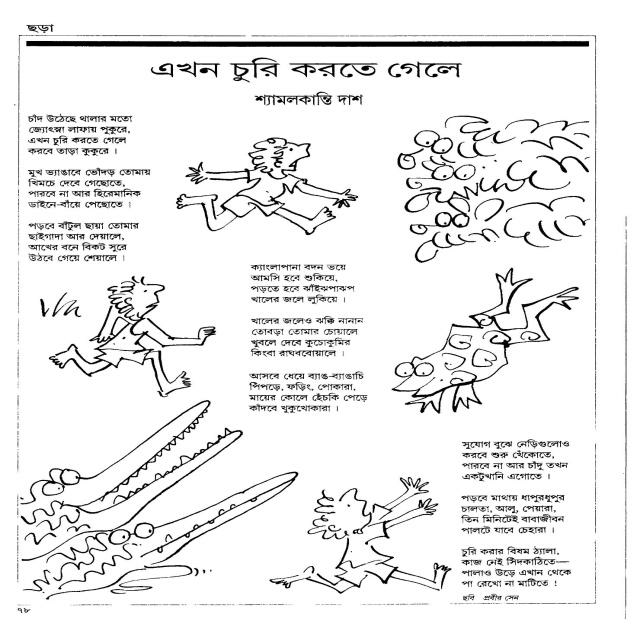 ছড়া
এখন চুরি করতে গেলে
শ্যামলকান্তি দাশ
চাঁদ উঠেছে থালার মতো
জ্যোৎস্না লাফায় পুকুরে,
এখন চুরি করতে গেলে
করবে তাড়া কুকুরে ।
মুখ ভ্যাঙাবে ভোঁদড় তোমায়
খিমচে দেবে গেছোতে,
পারবে না আর হিরেমানিক
ডাইনে-বাঁয়ে পেছোতে ।
পড়বে বাঁটুল ছায়া তোমার
ছাইগাদা আর দেয়ালে,
আখের বনে বিকট সুরে
উঠবে গেয়ে শেয়ালে ।
ক্যাংলাপানা বদন ভয়ে
আমসি হবে শুকিয়ে,
পড়তে হবে ঝাঁইঝপাঝপ
খালের জলে লুকিয়ে ।
খালের জলেও ঝক্কি নানান
তোবড়া তোমার চোয়ালে
খুবলে দেবে কুচোকুমির
কিংবা রাঘববোয়ালে ।
আসবে ধেয়ে ব্যাঙ-ব্যাঙাচি
পিঁপড়ে, ফড়িং, পোকারা,
মায়ের কোলে হেঁচকি পেড়ে
কাঁদবে খুকুখোকারা ।
সুযোগ বুঝে নেড়িগুলোও
করবে শুরু খেঁকোতে,
পারবে না আর চাঁদু তখন
একটুখানি এগোতে ।
পড়বে মাথায় ধাপুরধুপুর
চালতা, আলু, পেয়ারা,
তিন মিনিটেই বাবাজীবন
পালটে যাবে চেহারা ।
চুরি করার বিষম ঠ্যালা,
কাজ নেই সিঁদকাঠিতে—
পালাও উড়ে এখান থেকে
পা রেখো না মাটিতে !
ছবি প্রবীর সেন
৭৮